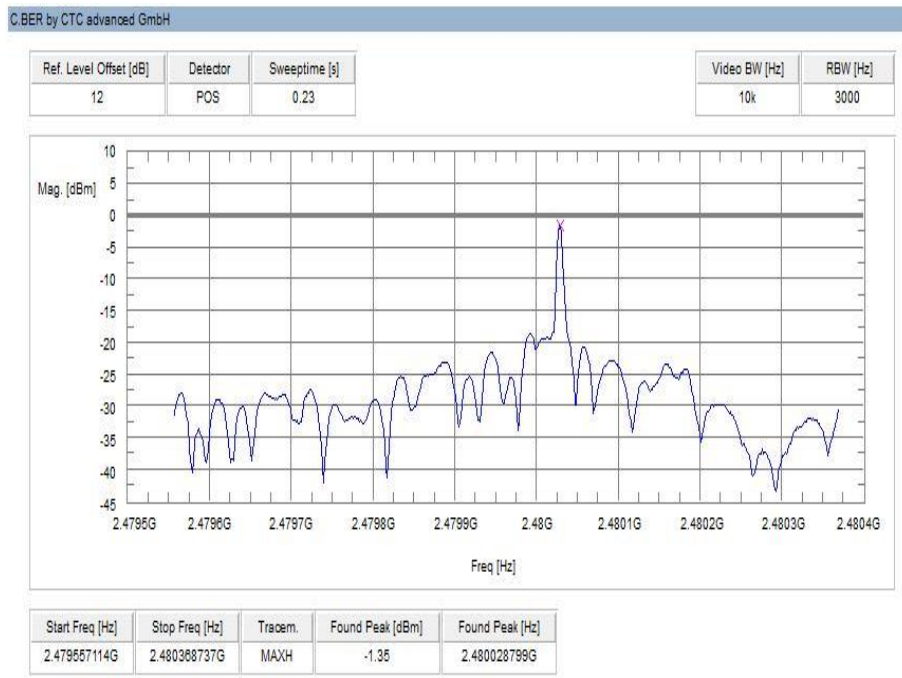 C.BER by CTC advanced GmbH
Ref. Level Offset [dB] Detector Sweeptime [s] Video BW [Hz] RBW [Hz]
12 POS 0.23 10k 3000
10
Mag. [dBm] 5
0
-5
-10
-15
-20
-25
-30
-35
-40
-45
2.4795G 2.4796G 2.4797G 2.4798G 2.4799G 2.48G 2.4801G 2.4802G 2.4803G 2.4804G
Freq [Hz]
Start Freq [Hz] Stop Freq [Hz] Tracem. Found Peak [dBm] Found Peak [Hz]
2.479557114G 2.480368737G MAXH -1.35 2.480028799G